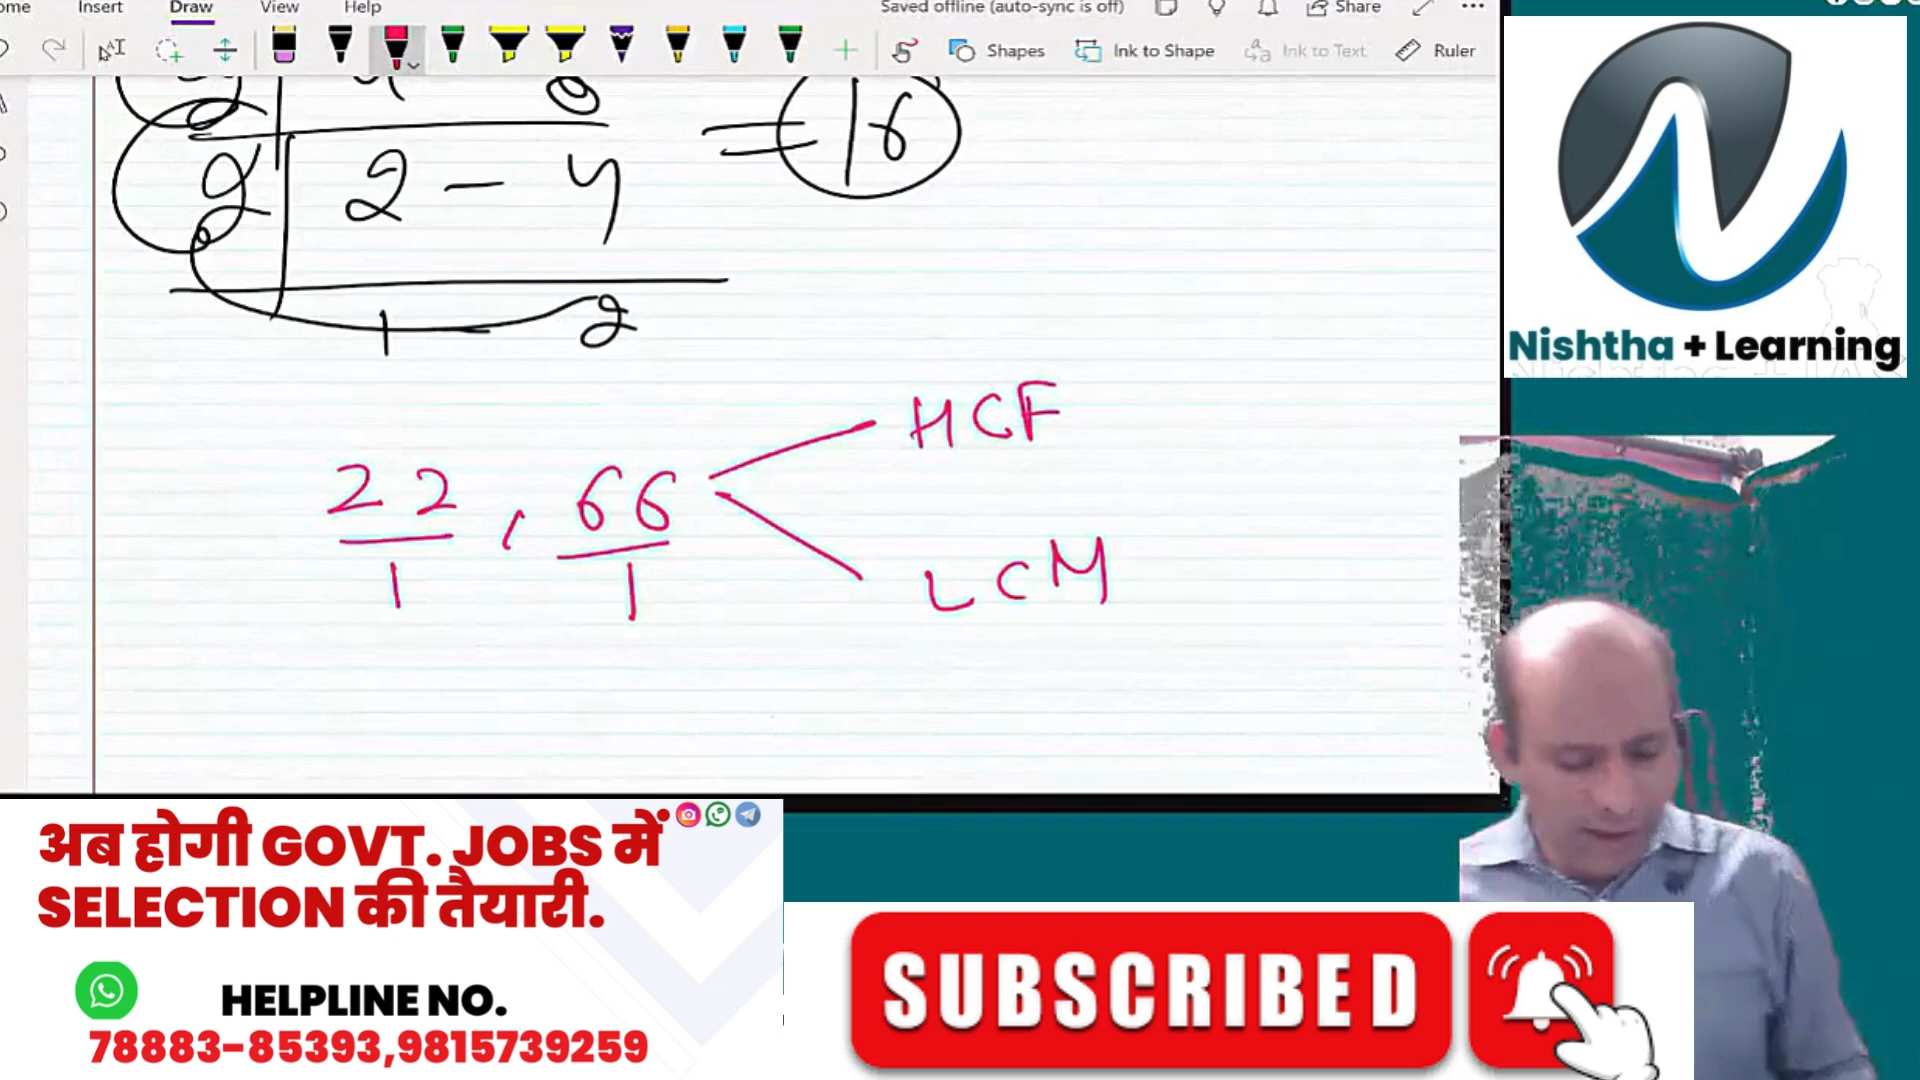 Insert Draw View Help Saved offline (auto-sync is off) Share
Shapes Ink to Shape Ink to Text Ruler
= 16
2 2 - 4
1 - 2
22/1 , 66/1
HCF
LCM
Nishtha + Learning
अब होगी GOVT. JOBS में
SELECTION की तैयारी.
HELPLINE NO.
78883-85393,9815739259
SUBSCRIBED